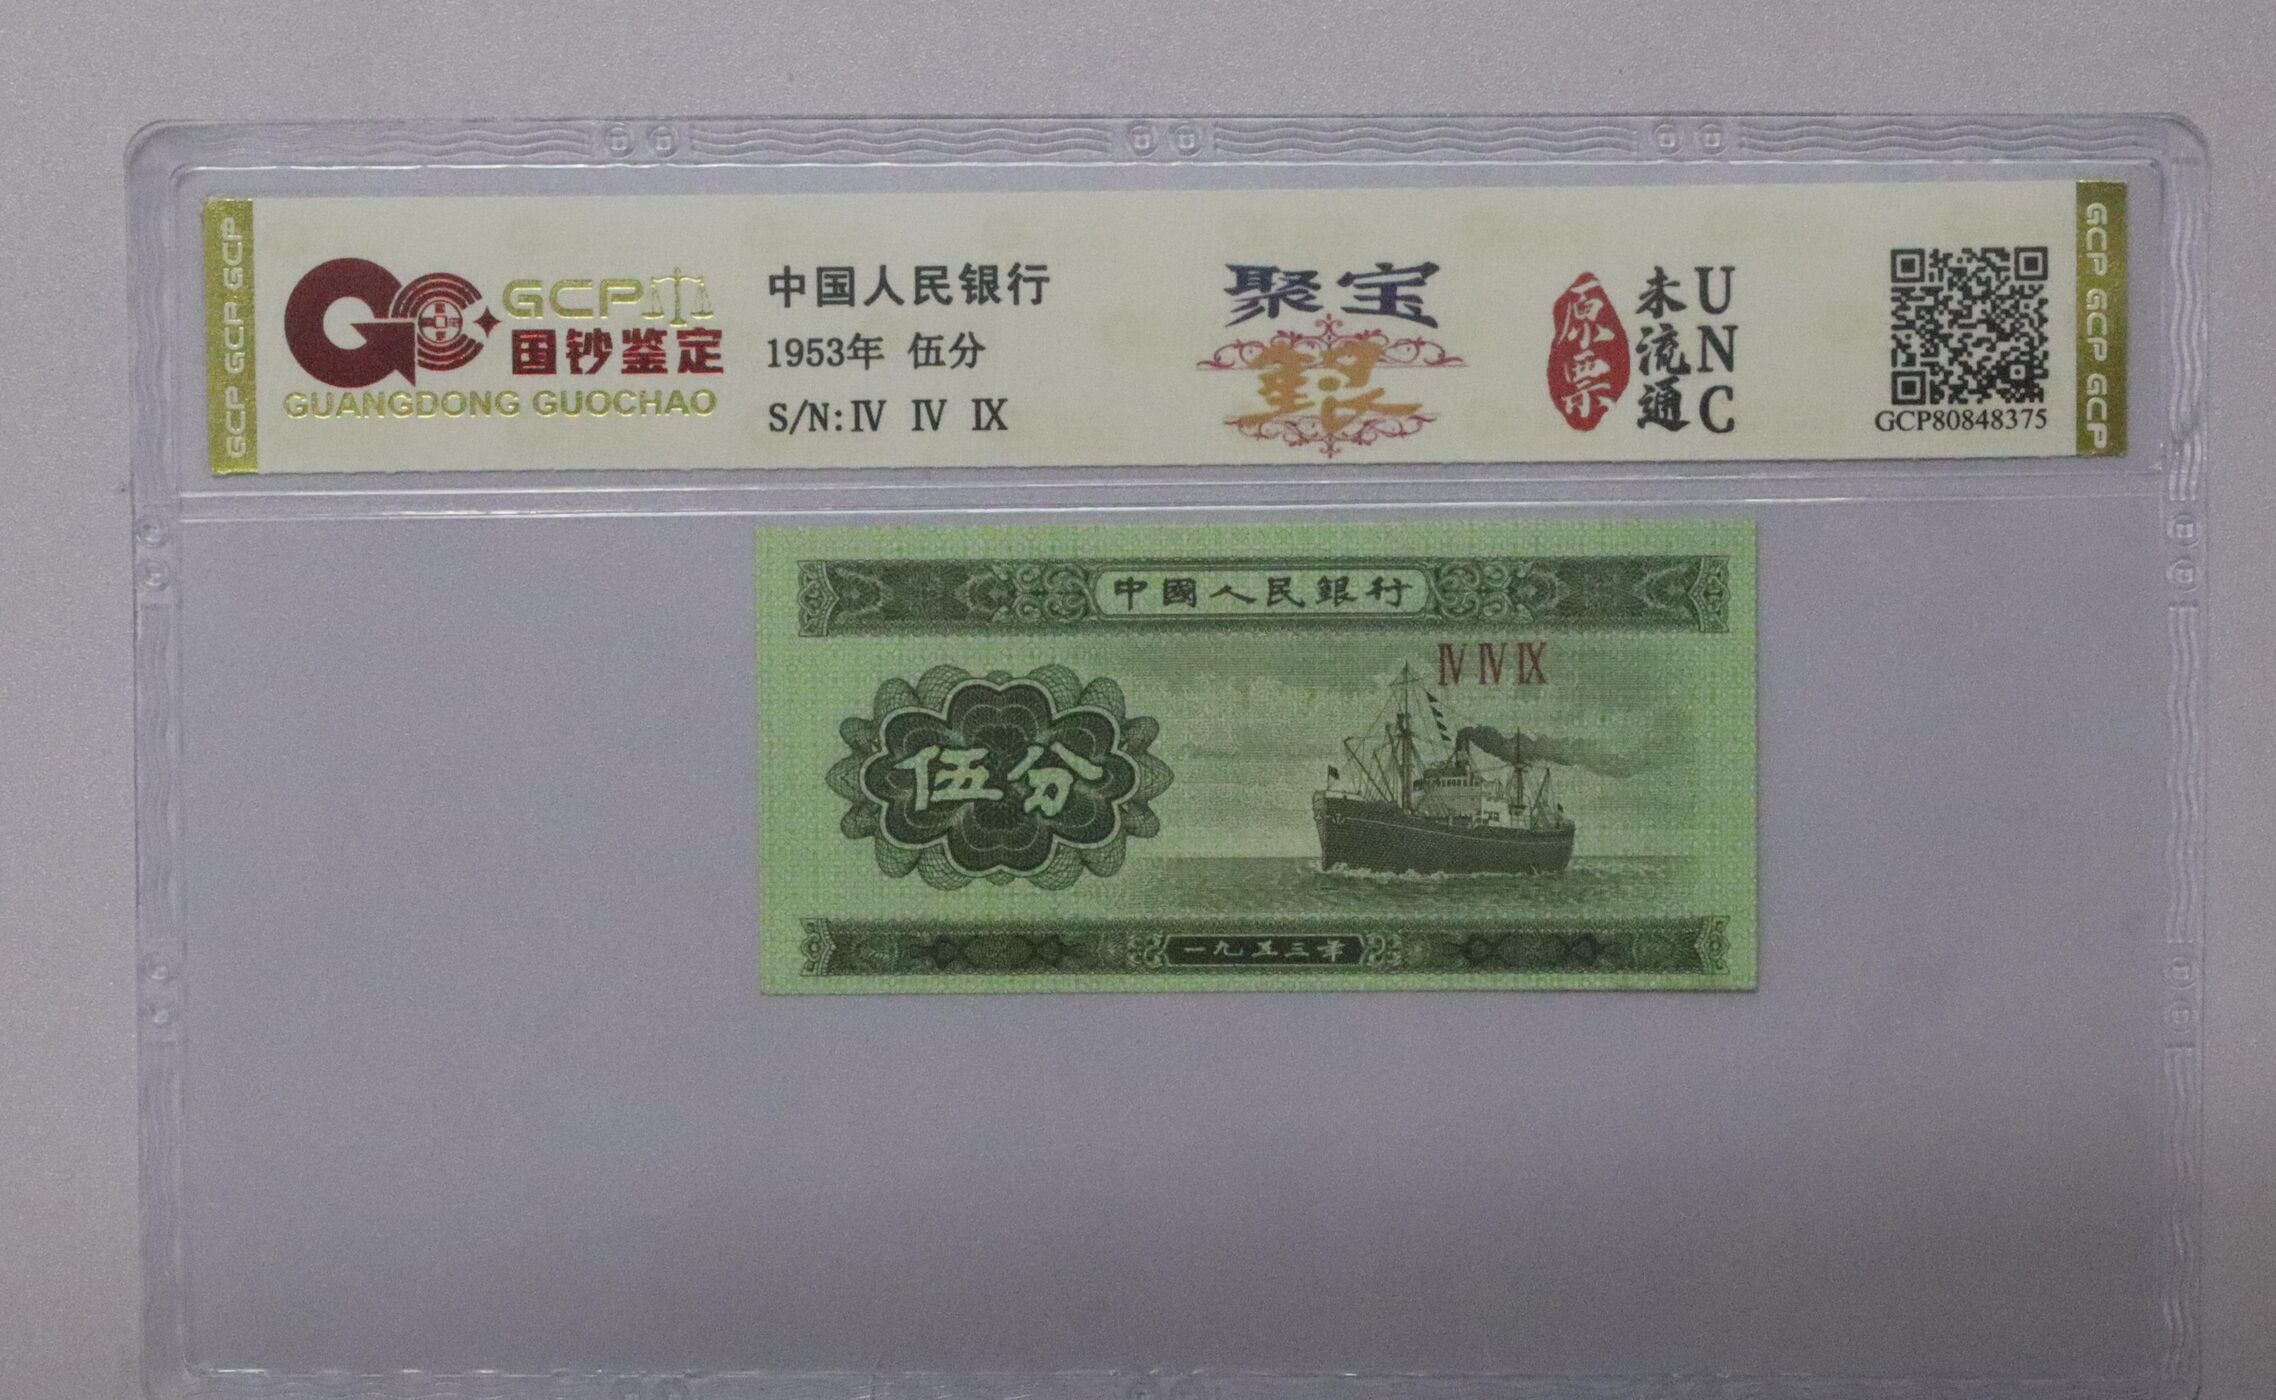 GCP GCP GCP
GCP
国钞鉴定
GUANGDONG GUOCHAO
中国人民银行
1953年 伍分
S/N:Ⅳ Ⅳ Ⅸ
聚宝
原票
未流通
UNC
GCP80848375
GCP GCP GCP GCP
中國人民銀行
Ⅳ Ⅳ Ⅸ
伍分
一九五三年